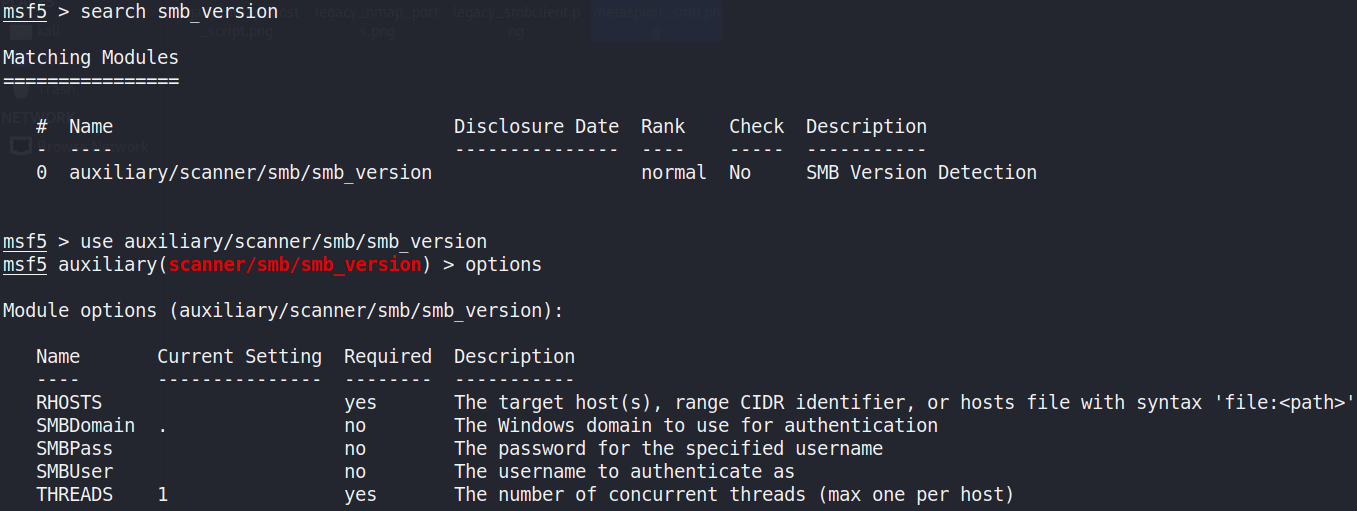 msf5 > search smb_version
Matching Modules
================
# Name Disclosure Date Rank Check Description
- ---- --------------- ---- ----- -----------
0 auxiliary/scanner/smb/smb_version normal No SMB Version Detection
msf5 > use auxiliary/scanner/smb/smb_version
msf5 auxiliary(scanner/smb/smb_version) > options
Module options (auxiliary/scanner/smb/smb_version):
Name Current Setting Required Description
---- --------------- -------- -----------
RHOSTS yes The target host(s), range CIDR identifier, or hosts file with syntax 'file:<path>'
SMBDomain . no The Windows domain to use for authentication
SMBPass no The password for the specified username
SMBUser no The username to authenticate as
THREADS 1 yes The number of concurrent threads (max one per host)